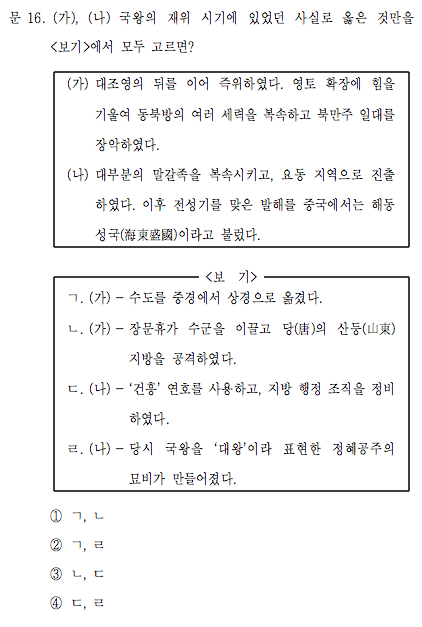 문 16. (가), (나) 국왕의 재위 시기에 있었던 사실로 옳은 것만을
<보기>에서 모두 고르면?
(가) 대조영의 뒤를 이어 즉위하였다. 영토 확장에 힘을
기울여 동북방의 여러 세력을 복속하고 북만주 일대를
장악하였다.
(나) 대부분의 말갈족을 복속시키고, 요동 지역으로 진출
하였다. 이후 전성기를 맞은 발해를 중국에서는 해동
성국(海東盛國)이라고 불렀다.
<보 기>
ㄱ. (가) - 수도를 중경에서 상경으로 옮겼다.
ㄴ. (가) - 장문휴가 수군을 이끌고 당(唐)의 산둥(山東)
지방을 공격하였다.
ㄷ. (나) - ‘건흥’ 연호를 사용하고, 지방 행정 조직을 정비
하였다.
ㄹ. (나) - 당시 국왕을 ‘대왕’이라 표현한 정혜공주의
묘비가 만들어졌다.
① ㄱ, ㄴ
② ㄱ, ㄹ
③ ㄴ, ㄷ
④ ㄷ, ㄹ